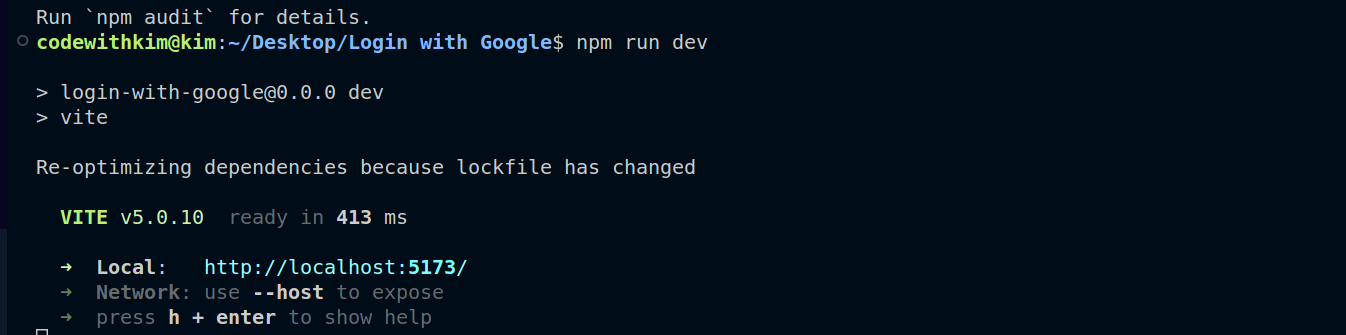 Run `npm audit` for details.
codewithkim@kim:~/Desktop/Login with Google$ npm run dev
> login-with-google@0.0.0 dev
> vite
Re-optimizing dependencies because lockfile has changed
VITE v5.0.10  ready in 413 ms
➜  Local:   http://localhost:5173/
➜  Network: use --host to expose
➜  press h + enter to show help